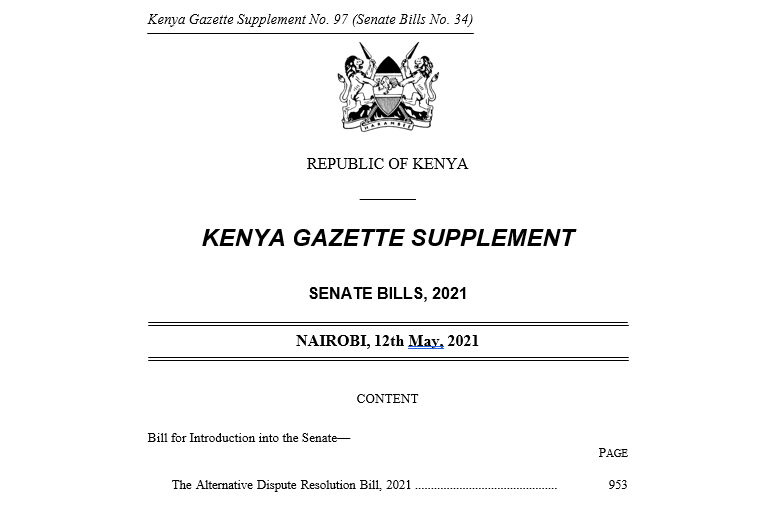 Kenya Gazette Supplement No. 97 (Senate Bills No. 34)
HARAMBEE
REPUBLIC OF KENYA
KENYA GAZETTE SUPPLEMENT
SENATE BILLS, 2021
NAIROBI, 12th May, 2021
CONTENT
Bill for Introduction into the Senate—
PAGE
The Alternative Dispute Resolution Bill, 2021 ............................................ 953